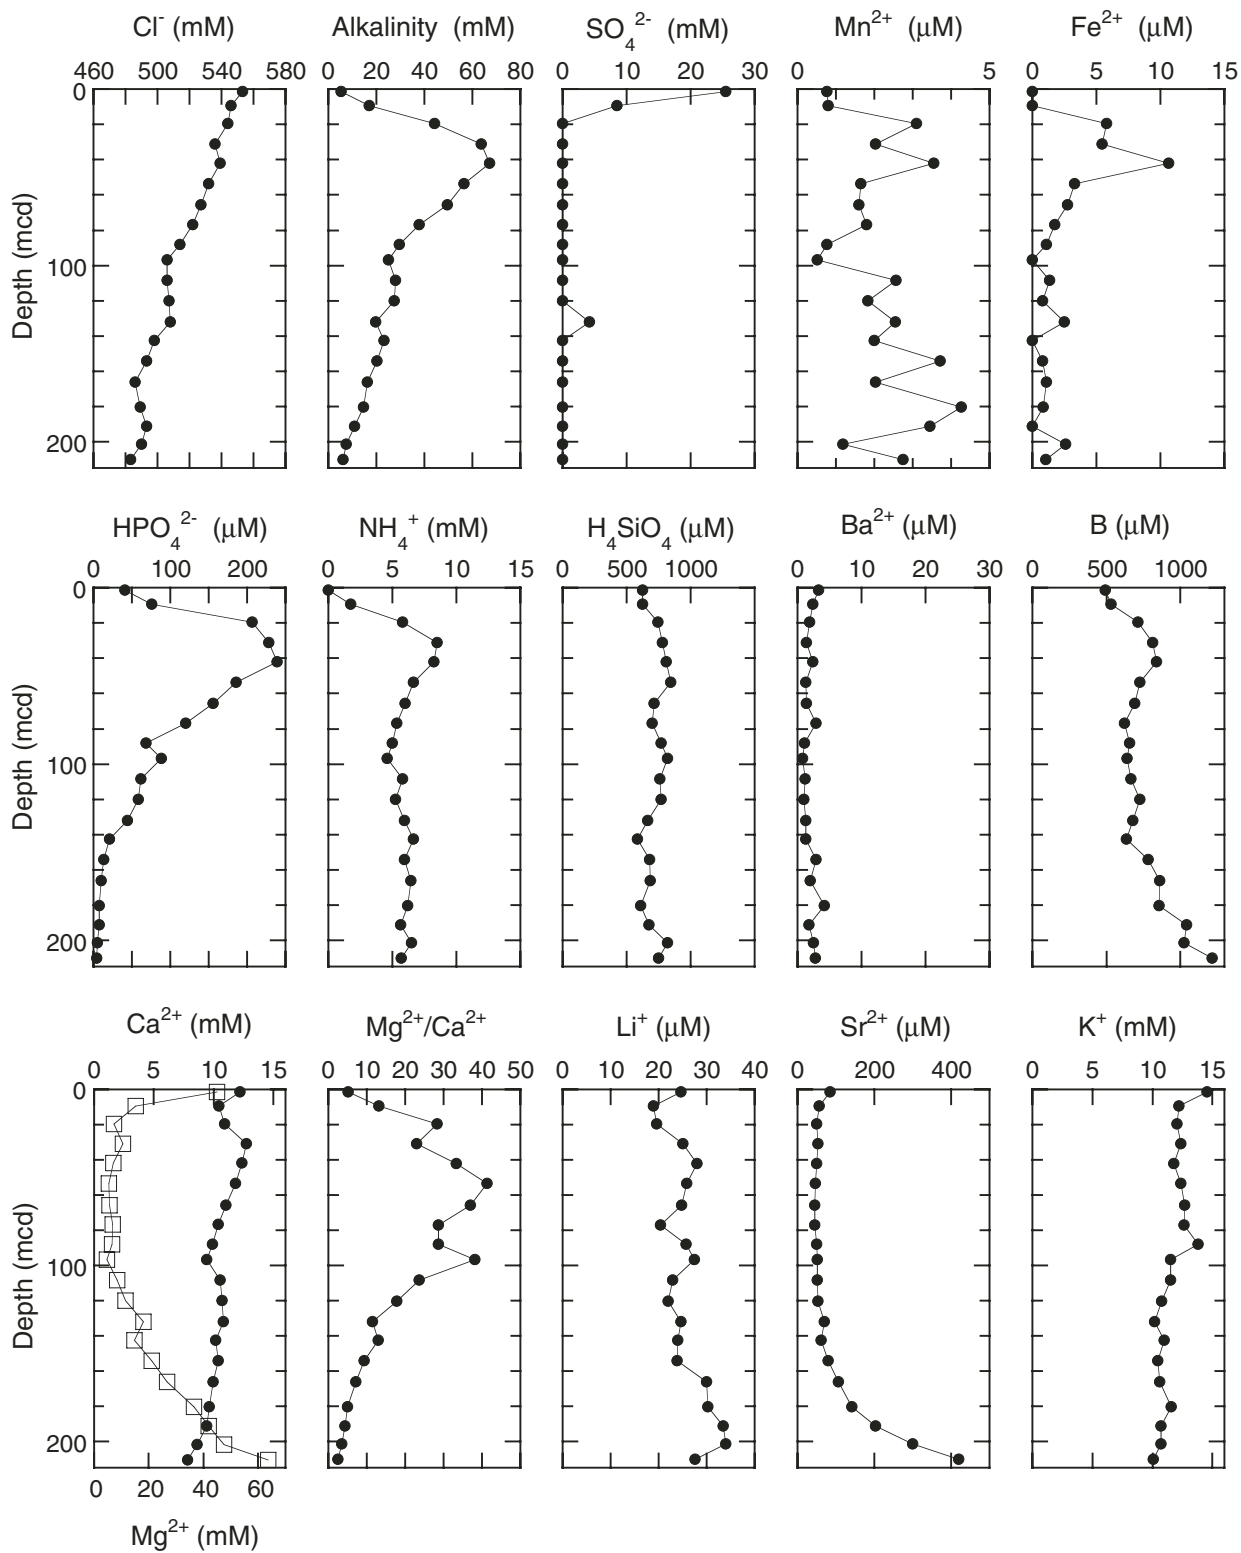 Cl⁻ (mM) Alkalinity (mM) SO₄²⁻ (mM) Mn²⁺ (μM) Fe²⁺ (μM)
460 500 540 580 0 20 40 60 80 0 10 20 30 0 5 0 5 10 15
0
100
200
Depth (mcd)
HPO₄²⁻ (μM) NH₄⁺ (mM) H₄SiO₄ (μM) Ba²⁺ (μM) B (μM)
0 100 200 0 5 10 15 0 500 1000 0 10 20 30 0 500 1000
0
100
200
Depth (mcd)
Ca²⁺ (mM) Mg²⁺/Ca²⁺ Li⁺ (μM) Sr²⁺ (μM) K⁺ (mM)
0 5 10 15 0 10 20 30 40 50 0 10 20 30 40 0 200 400 0 5 10 15
0
100
200
Depth (mcd)
0 20 40 60
Mg²⁺ (mM)